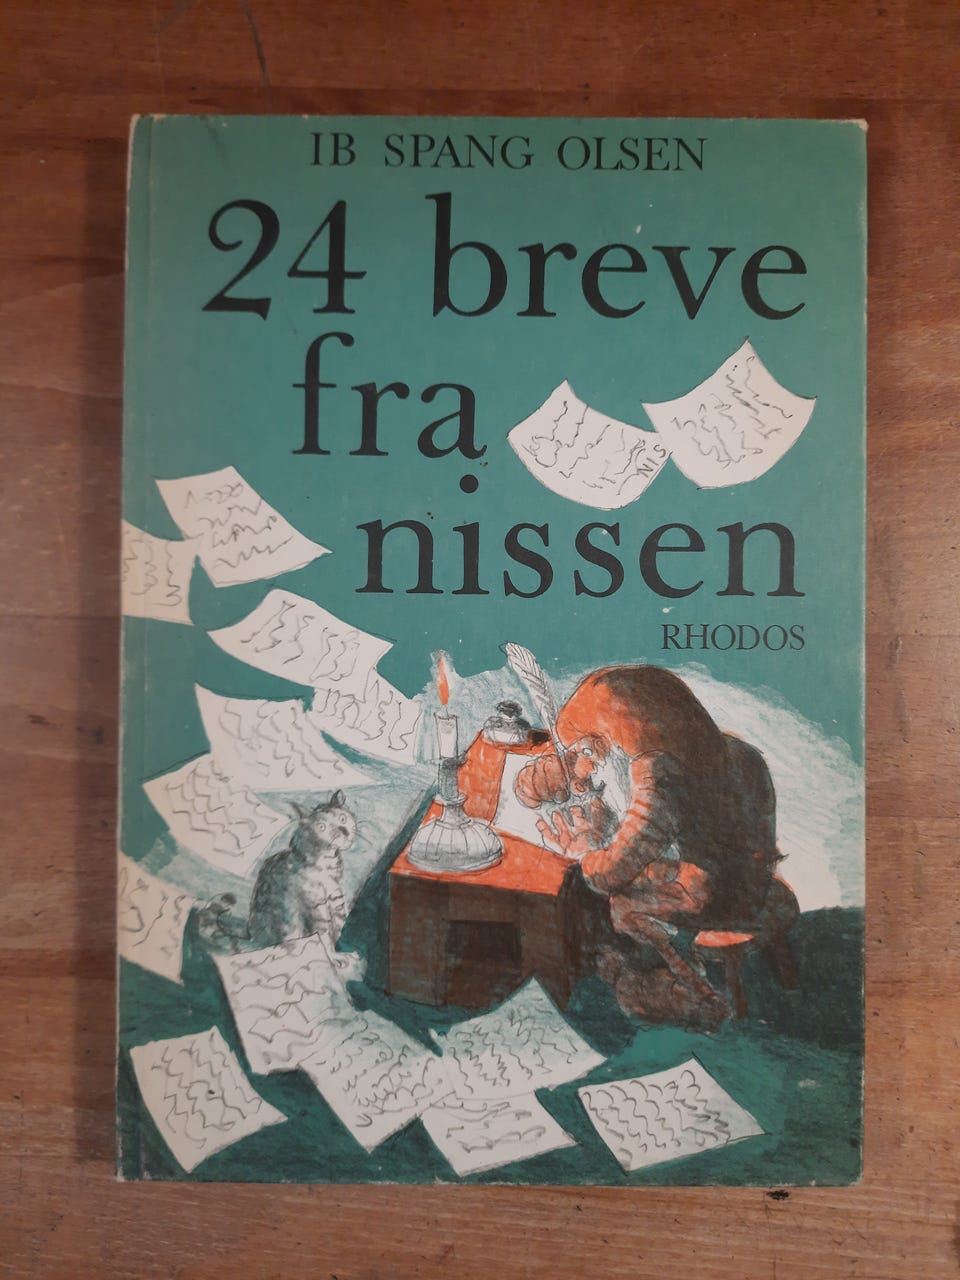 IB SPANG OLSEN
24 breve
fra
nissen
RHODOS